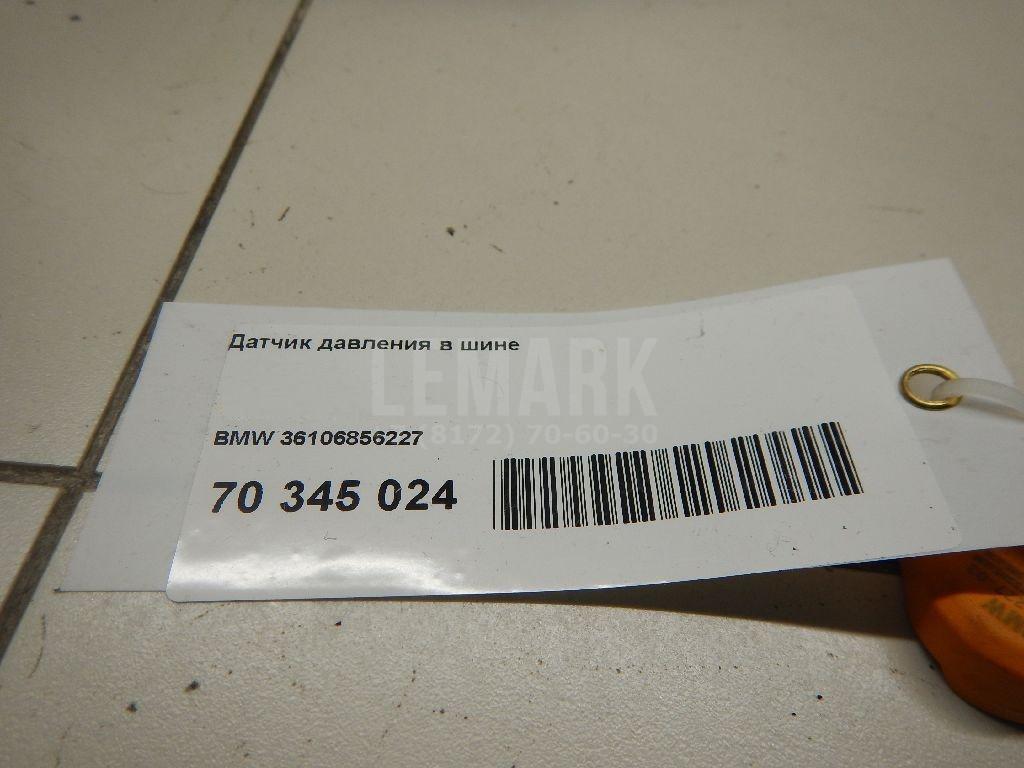 Датчик давления в шине
LEMARK
(8172) 70-60-30
BMW 36106856227
70 345 024